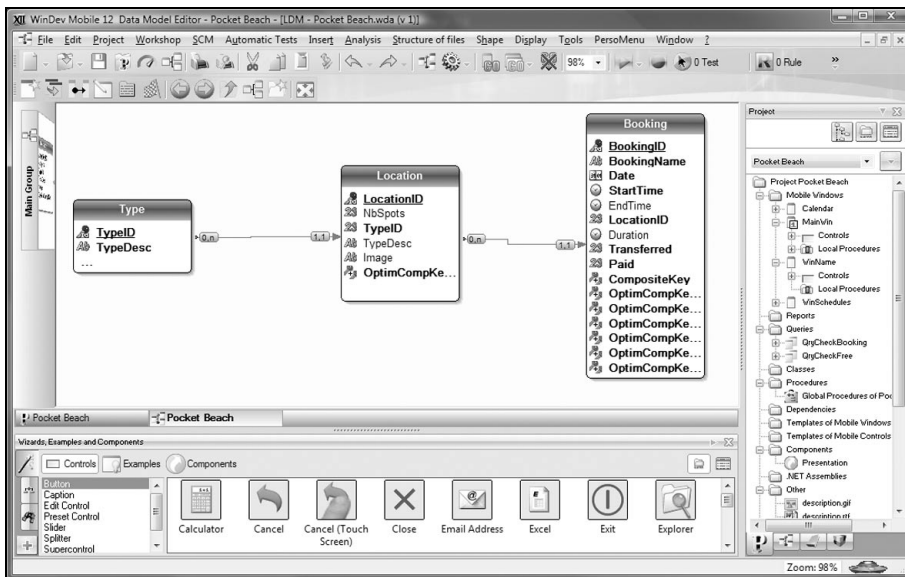 WinDev Mobile 12 Data Model Editor - Pocket Beach - [LDM - Pocket Beach.wda (v 1)]
File Edit Project Workshop SCM Automatic Tests Insert Analysis Structure of files Shape Display Tools PersoMenu Window ?
98% 0 Test 0 Rule
Main Group
Type
TypeID
TypeDesc
...
0,n
1,1
Location
LocationID
NbSpots
TypeID
TypeDesc
Image
OptimCompKe...
0,n
1,1
Booking
BookingID
BookingName
Date
StartTime
EndTime
LocationID
Duration
Transferred
Paid
CompositeKey
OptimCompKe...
OptimCompKe...
OptimCompKe...
OptimCompKe...
OptimCompKe...
OptimCompKe...
Project
Pocket Beach
Project Pocket Beach
Mobile Windows
Calendar
MainWin
Controls
Local Procedures
WinName
Controls
Local Procedures
WinSchedules
Reports
Queries
QryCheckBooking
QryCheckFree
Classes
Procedures
Global Procedures of Poc
Dependencies
Templates of Mobile Windows
Templates of Mobile Controls
Components
Presentation
.NET Assemblies
Other
description.gif
description.rtf
Pocket Beach Pocket Beach
Wizards, Examples and Components
Controls Examples Components
Button
Caption
Edit Control
Preset Control
Slider
Splitter
Supercontrol
Calculator Cancel Cancel (Touch Screen) Close Email Address Excel Exit Explorer
Zoom: 98%